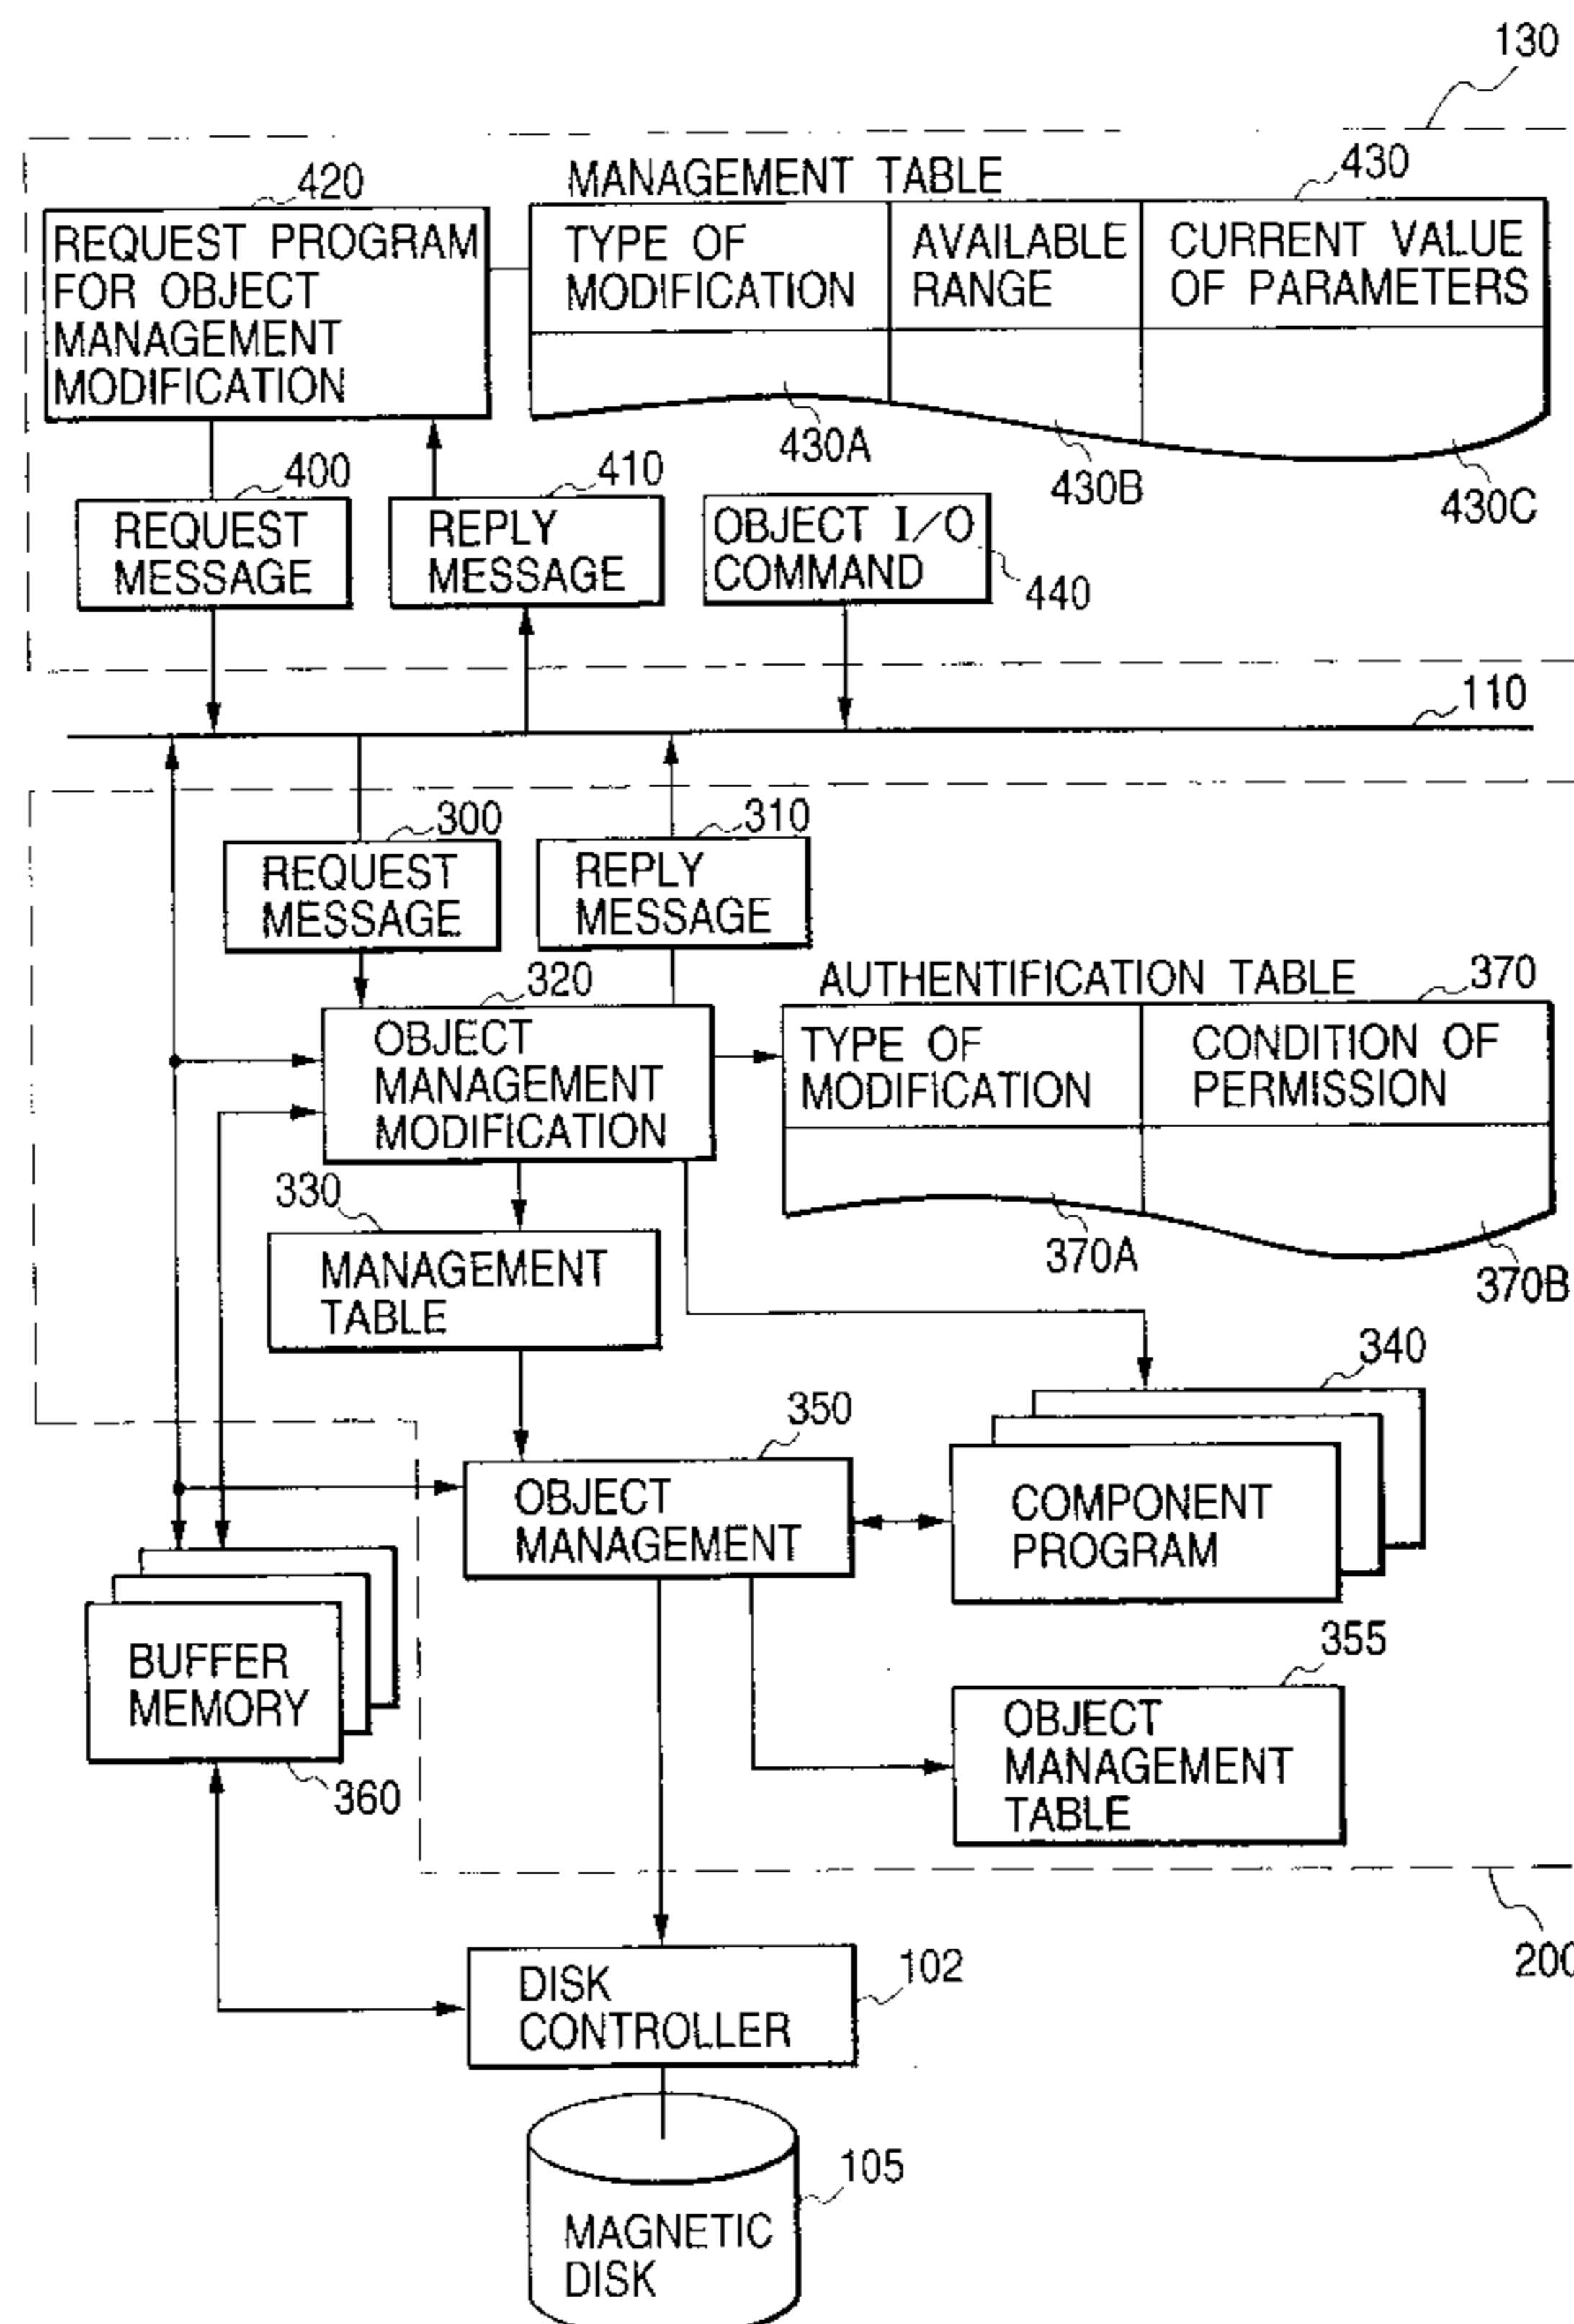 130
MANAGEMENT TABLE
430
420
REQUEST PROGRAM
FOR OBJECT
MANAGEMENT
MODIFICATION
TYPE OF
MODIFICATION
AVAILABLE
RANGE
CURRENT VALUE
OF PARAMETERS
430A
430B
430C
400
REQUEST
MESSAGE
410
REPLY
MESSAGE
OBJECT I/O
COMMAND
440
110
300
REQUEST
MESSAGE
310
REPLY
MESSAGE
320
OBJECT
MANAGEMENT
MODIFICATION
AUTHENTIFICATION TABLE
370
TYPE OF
MODIFICATION
CONDITION OF
PERMISSION
370A
370B
330
MANAGEMENT
TABLE
340
COMPONENT
PROGRAM
350
OBJECT
MANAGEMENT
BUFFER
MEMORY
360
355
OBJECT
MANAGEMENT
TABLE
200
DISK
CONTROLLER
102
105
MAGNETIC
DISK